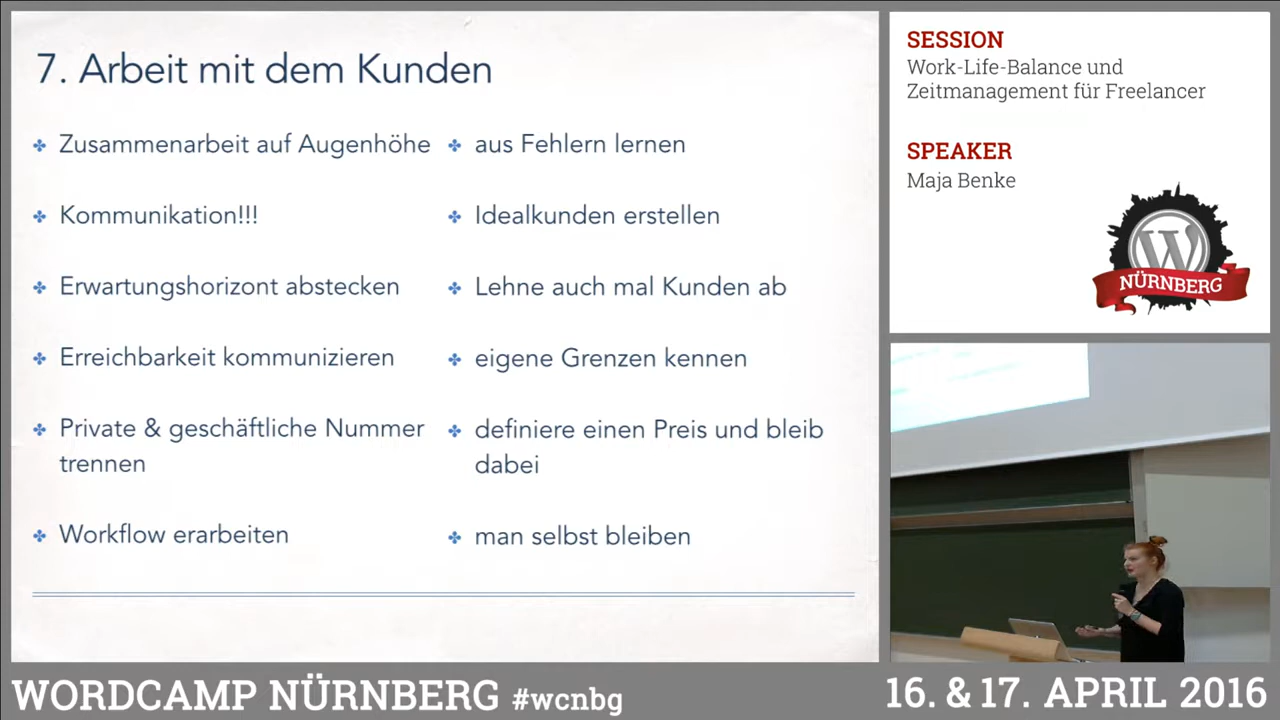 7. Arbeit mit dem Kunden
Zusammenarbeit auf Augenhöhe
Kommunikation!!!
Erwartungshorizont abstecken
Erreichbarkeit kommunizieren
Private & geschäftliche Nummer
trennen
Workflow erarbeiten
aus Fehlern lernen
Idealkunden erstellen
Lehne auch mal Kunden ab
eigene Grenzen kennen
definiere einen Preis und bleib
dabei
man selbst bleiben
SESSION
Work-Life-Balance und
Zeitmanagement für Freelancer
SPEAKER
Maja Benke
W
NÜRNBERG
WORDCAMP NÜRNBERG #wcnbg
16. & 17. APRIL 2016